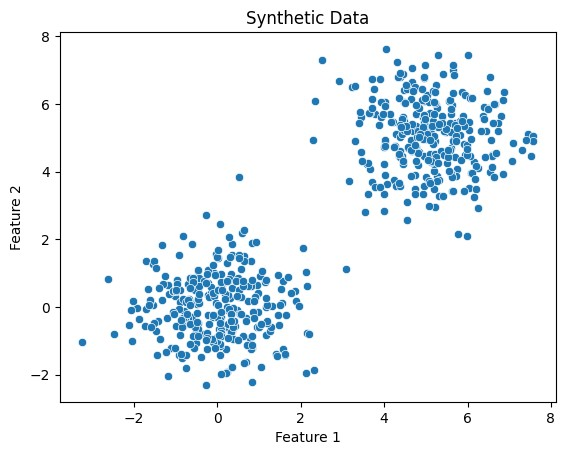 Synthetic Data
8
6
4
2
0
−2
Feature 2
−2 0 2 4 6 8
Feature 1